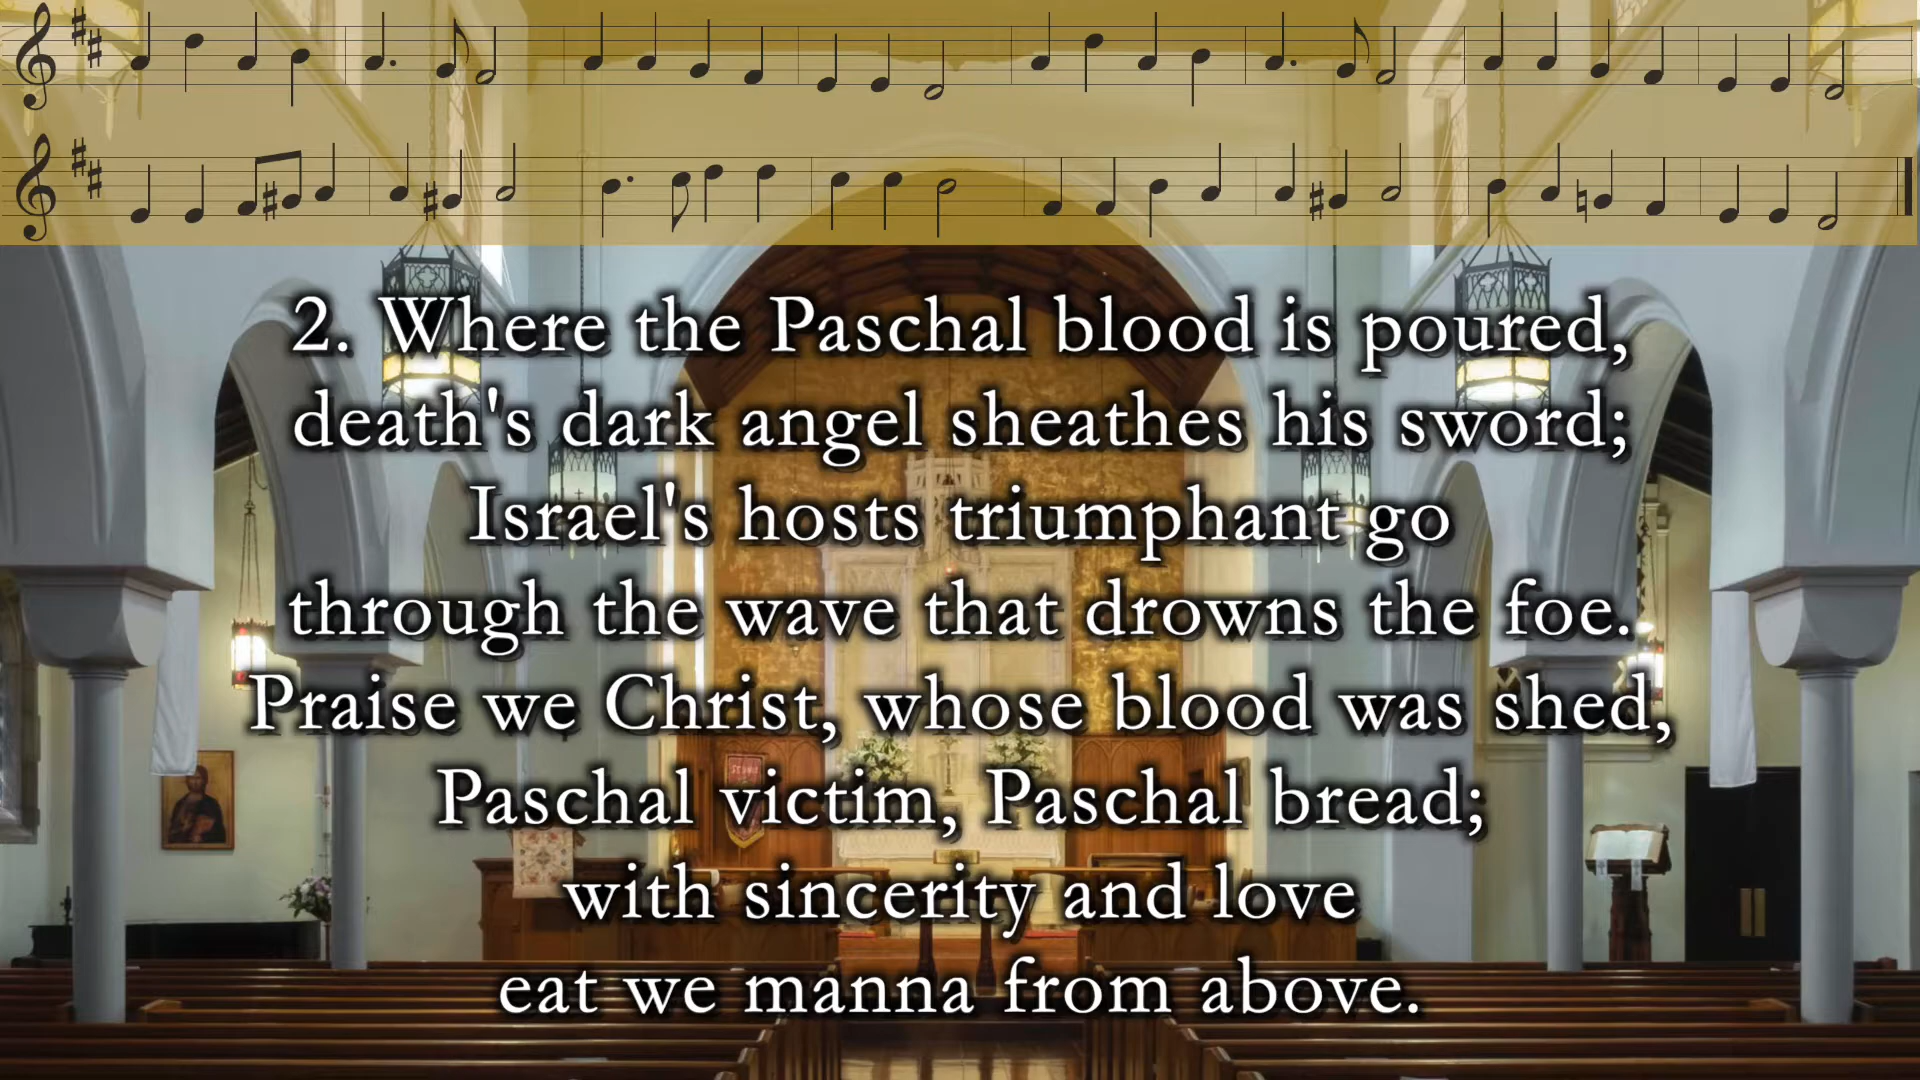 2. Where the Paschal blood is poured,
death's dark angel sheathes his sword;
Israel's hosts triumphant go
through the wave that drowns the foe.
Praise we Christ, whose blood was shed,
Paschal victim, Paschal bread;
with sincerity and love
eat we manna from above.